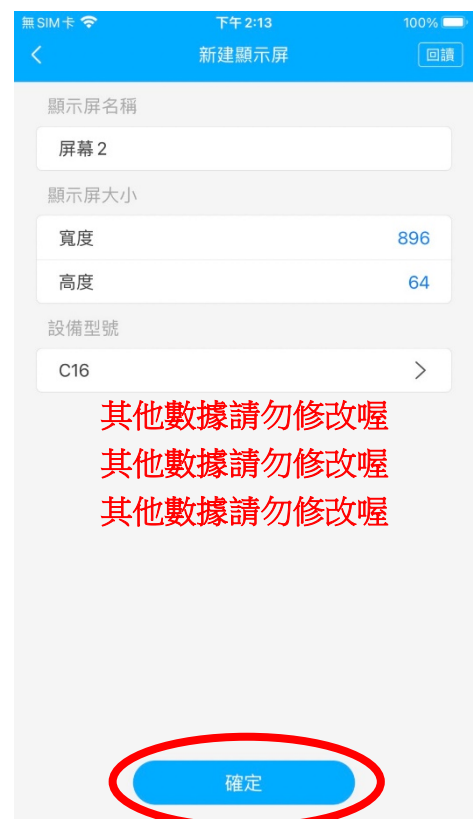 無SIM卡 下午2:13 100%
新建顯示屏 回讀
顯示屏名稱
屏幕2
顯示屏大小
寬度 896
高度 64
設備型號
C16
其他數據請勿修改喔
其他數據請勿修改喔
其他數據請勿修改喔
確定